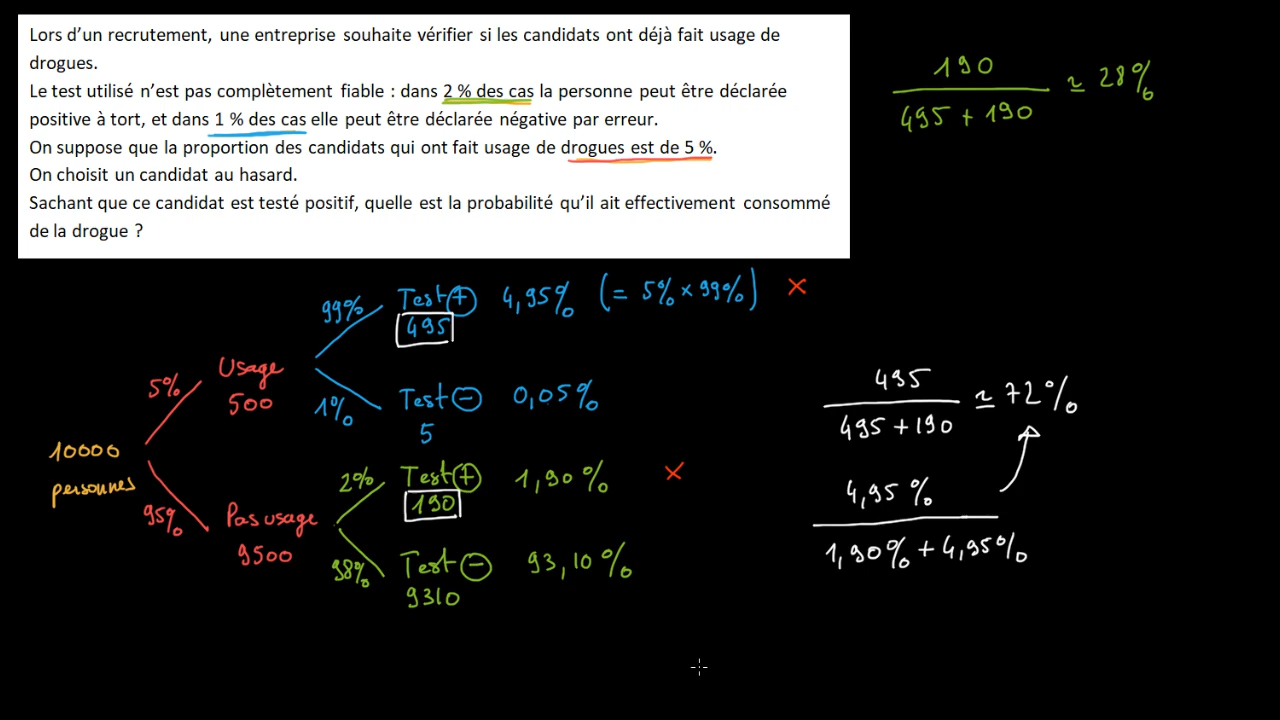 Lors d’un recrutement, une entreprise souhaite vérifier si les candidats ont déjà fait usage de
drogues.
Le test utilisé n’est pas complètement fiable : dans 2 % des cas la personne peut être déclarée
positive à tort, et dans 1 % des cas elle peut être déclarée négative par erreur.
On suppose que la proportion des candidats qui ont fait usage de drogues est de 5 %.
On choisit un candidat au hasard.
Sachant que ce candidat est testé positif, quelle est la probabilité qu’il ait effectivement consommé
de la drogue ?
190
495 + 190
≃ 28%
99% Test + 4,95% (= 5% × 99%) ×
495
5% Usage
500
1% Test - 0,05%
5
10000
personnes
2% Test + 1,90% ×
190
95% Pas usage
9500
98% Test - 93,10%
9310
495
495 + 190
≃ 72%
4,95 %
1,90% + 4,95%